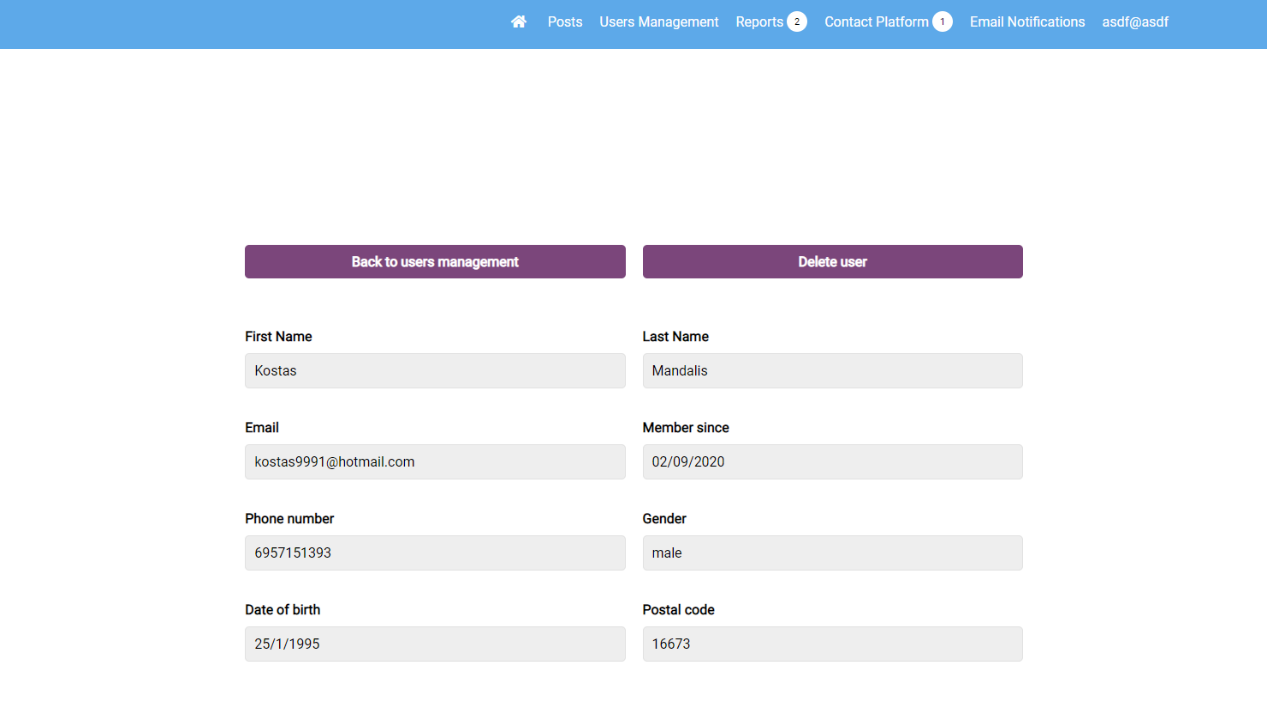 Posts Users Management Reports 2 Contact Platform 1 Email Notifications asdf@asdf
Back to users management Delete user
First Name Last Name
Kostas Mandalis
Email Member since
kostas9991@hotmail.com 02/09/2020
Phone number Gender
6957151393 male
Date of birth Postal code
25/1/1995 16673